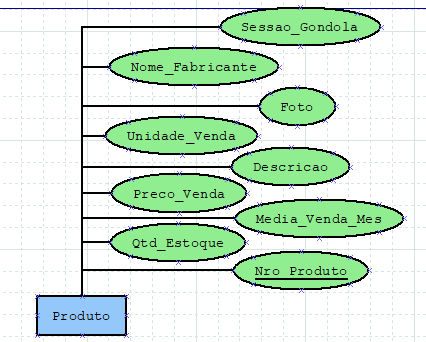 Sessao_Gondola
Nome_Fabricante
Foto
Unidade_Venda
Descricao
Preco_Venda
Media_Venda_Mes
Qtd_Estoque
Nro_Produto
Produto